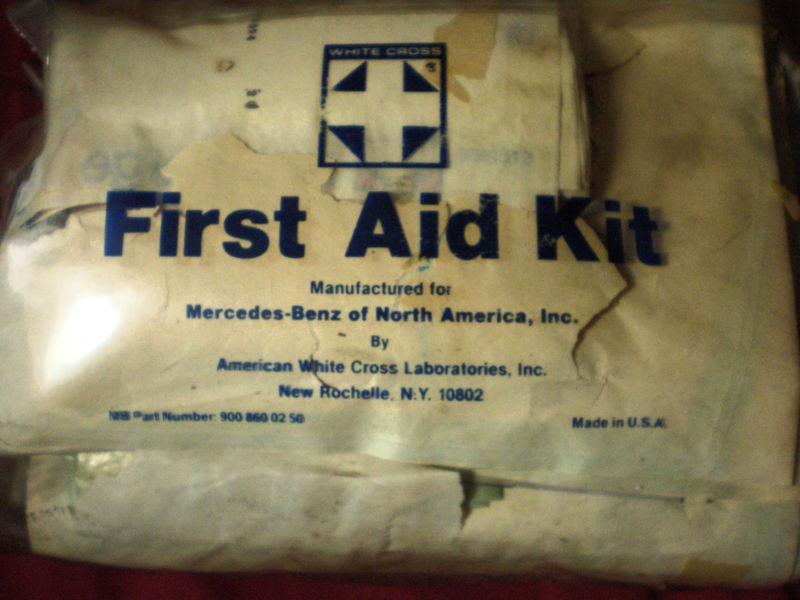 WHITE CROSS
First Aid Kit
Manufactured for
Mercedes-Benz of North America, Inc.
By
American White Cross Laboratories, Inc.
New Rochelle, N.Y. 10802
Part Number: 900 860 02 50
Made in U.S.A.